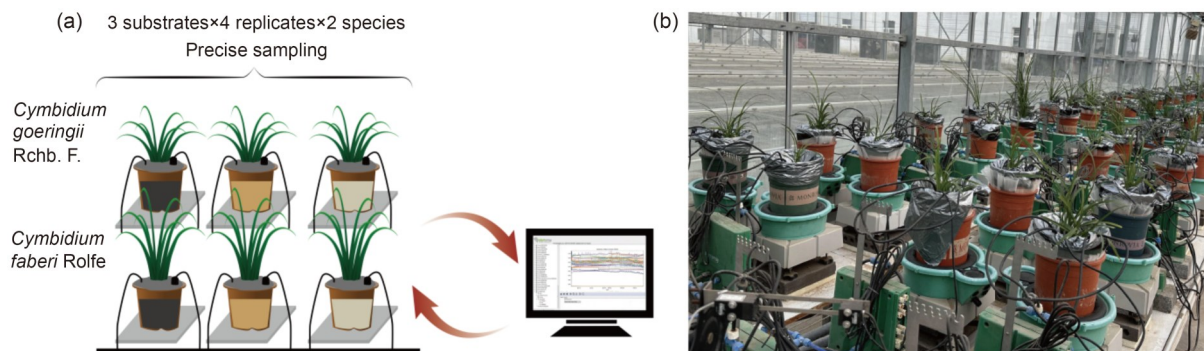 (a)
3 substrates×4 replicates×2 species
Precise sampling
Cymbidium
goeringii
Rchb. F.
Cymbidium
faberi Rolfe
(b)